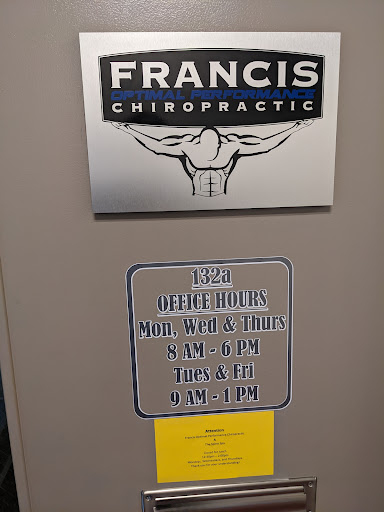 FRANCIS
OPTIMAL PERFORMANCE
CHIROPRACTIC
132a
OFFICE HOURS
Mon, Wed & Thurs
8 AM - 6 PM
Tues & Fri
9 AM - 1 PM
Attention
&